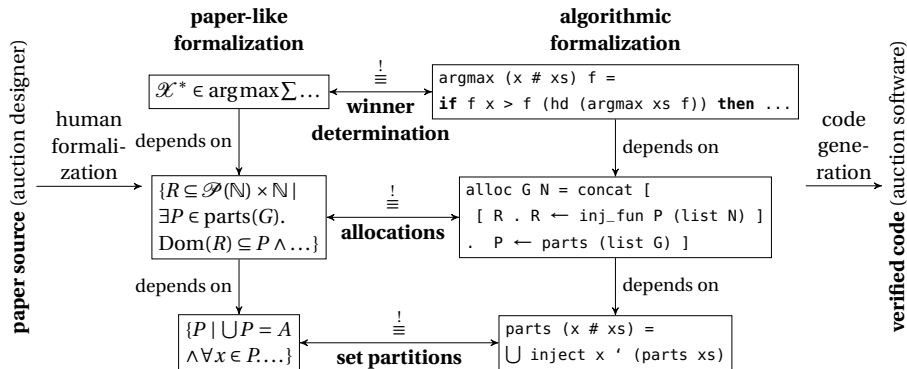 paper-like
formalization
algorithmic
formalization
paper source (auction designer)
human
formali-
zation
𝒳* ∈ arg max ∑ …
!
≡
winner
determination
argmax (x # xs) f =
if f x > f (hd (argmax xs f)) then ...
depends on
depends on
{R ⊆ 𝒫(ℕ) × ℕ |
∃P ∈ parts(G).
Dom(R) ⊆ P ∧ …}
!
≡
allocations
alloc G N = concat [
[ R . R ← inj_fun P (list N) ]
. P ← parts (list G) ]
code
gene-
ration
verified code (auction software)
depends on
depends on
{P | ⋃ P = A
∧ ∀x ∈ P. …}
!
≡
set partitions
parts (x # xs) =
⋃ inject x ‘ (parts xs)